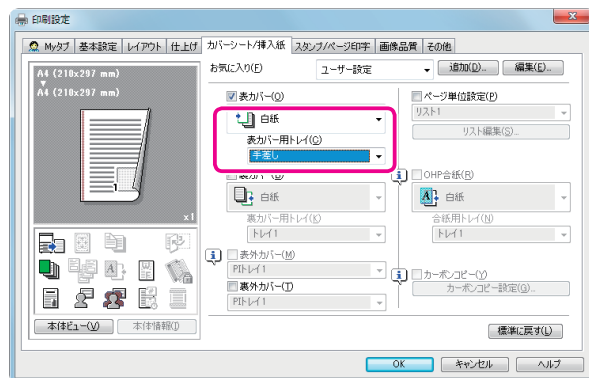 印刷設定
Myタブ 基本設定 レイアウト 仕上げ カバーシート/挿入紙 スタンプ/ページ印字 画像品質 その他
お気に入り(F) ユーザー設定 追加(D)... 編集(E)...
A4 (210x297 mm)
A4 (210x297 mm)
1
x1
表カバー(O)
白紙
表カバー用トレイ(C)
手差し
裏カバー(B)
白紙
裏カバー用トレイ(K)
トレイ1
表外カバー(M)
PIトレイ1
裏外カバー(T)
PIトレイ1
ページ単位設定(P)
リスト1
リスト編集(S)...
OHP合紙(R)
白紙
合紙用トレイ(N)
トレイ1
カーボンコピー(Y)
カーボンコピー設定(G)...
本体ビュー(V) 本体情報(I)
標準に戻す(L)
OK キャンセル ヘルプ